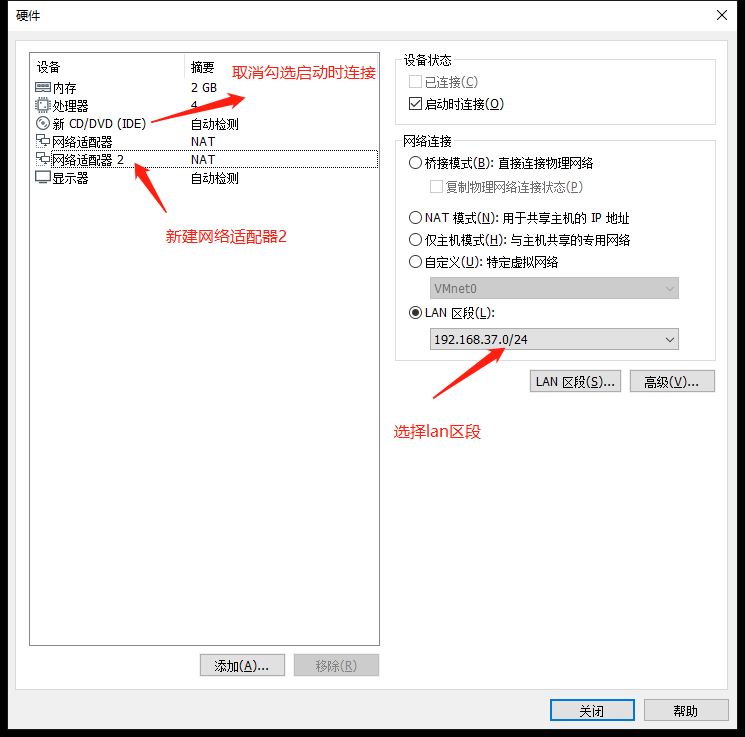 硬件
设备
摘要
取消勾选启动时连接
内存
2 GB
处理器
4
新 CD/DVD (IDE)
自动检测
网络适配器
NAT
网络适配器 2
NAT
显示器
自动检测
新建网络适配器2
添加(A)...
移除(R)
设备状态
已连接(C)
启动时连接(O)
网络连接
桥接模式(B): 直接连接物理网络
复制物理网络连接状态(P)
NAT 模式(N): 用于共享主机的 IP 地址
仅主机模式(H): 与主机共享的专用网络
自定义(U): 特定虚拟网络
VMnet0
LAN 区段(L):
192.168.37.0/24
LAN 区段(S)...
高级(V)...
选择lan区段
关闭
帮助